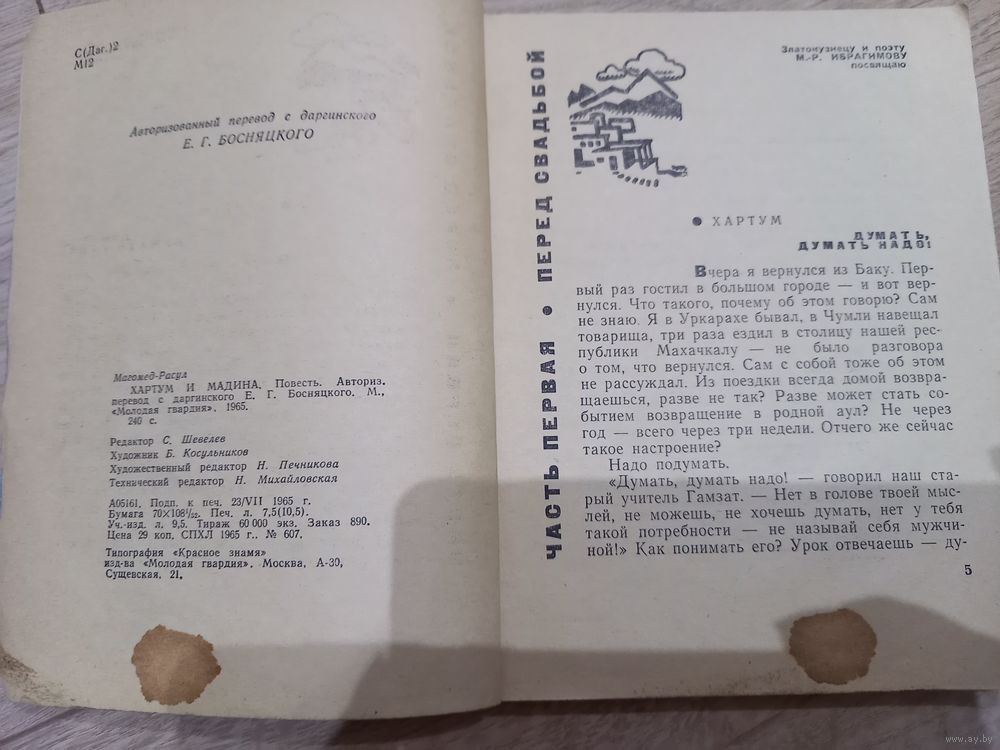 С(Даг.)2
М12
Авторизованный перевод с даргинского
Е. Г. БОСНЯЦКОГО
Магомед-Расул
ХАРТУМ И МАДИНА. Повесть. Авториз.
перевод с даргинского Е. Г. Босняцкого. М.,
«Молодая гвардия», 1965.
240 с.
Редактор С. Шевелев
Художник Б. Косульников
Художественный редактор Н. Печникова
Технический редактор Н. Михайловская
А05161. Подп. к печ. 23/VII 1965 г.
Бумага 70×108¹/₃₂. Печ. л. 7,5(10,5).
Уч.-изд. л. 9,5. Тираж 60 000 экз. Заказ 890.
Цена 29 коп. СПХЛ 1965 г., № 607.
Типография «Красное знамя»
изд-ва «Молодая гвардия». Москва, А-30,
Сущевская, 21.
ЧАСТЬ ПЕРВАЯ • ПЕРЕД СВАДЬБОЙ
Златокузнецу и поэту
М.-Р. ИБРАГИМОВУ
посвящаю
• ХАРТУМ
ДУМАТЬ,
ДУМАТЬ НАДО!
Вчера я вернулся из Баку. Пер-
вый раз гостил в большом городе — и вот вер-
нулся. Что такого, почему об этом говорю? Сам
не знаю. Я в Уркарахе бывал, в Чумли навещал
товарища, три раза ездил в столицу нашей рес-
публики Махачкалу — не было разговора
о том, что вернулся. Сам с собой тоже об этом
не рассуждал. Из поездки всегда домой возвра-
щаешься, разве не так? Разве может стать со-
бытием возвращение в родной аул? Не через
год — всего через три недели. Отчего же сейчас
такое настроение?
Надо подумать.
«Думать, думать надо! — говорил наш ста-
рый учитель Гамзат. — Нет в голове твоей мыс-
лей, не можешь, не хочешь думать, нет у тебя
такой потребности — не называй себя мужчи-
ной!» Как понимать его? Урок отвечаешь — ду-
5
www.ay.by